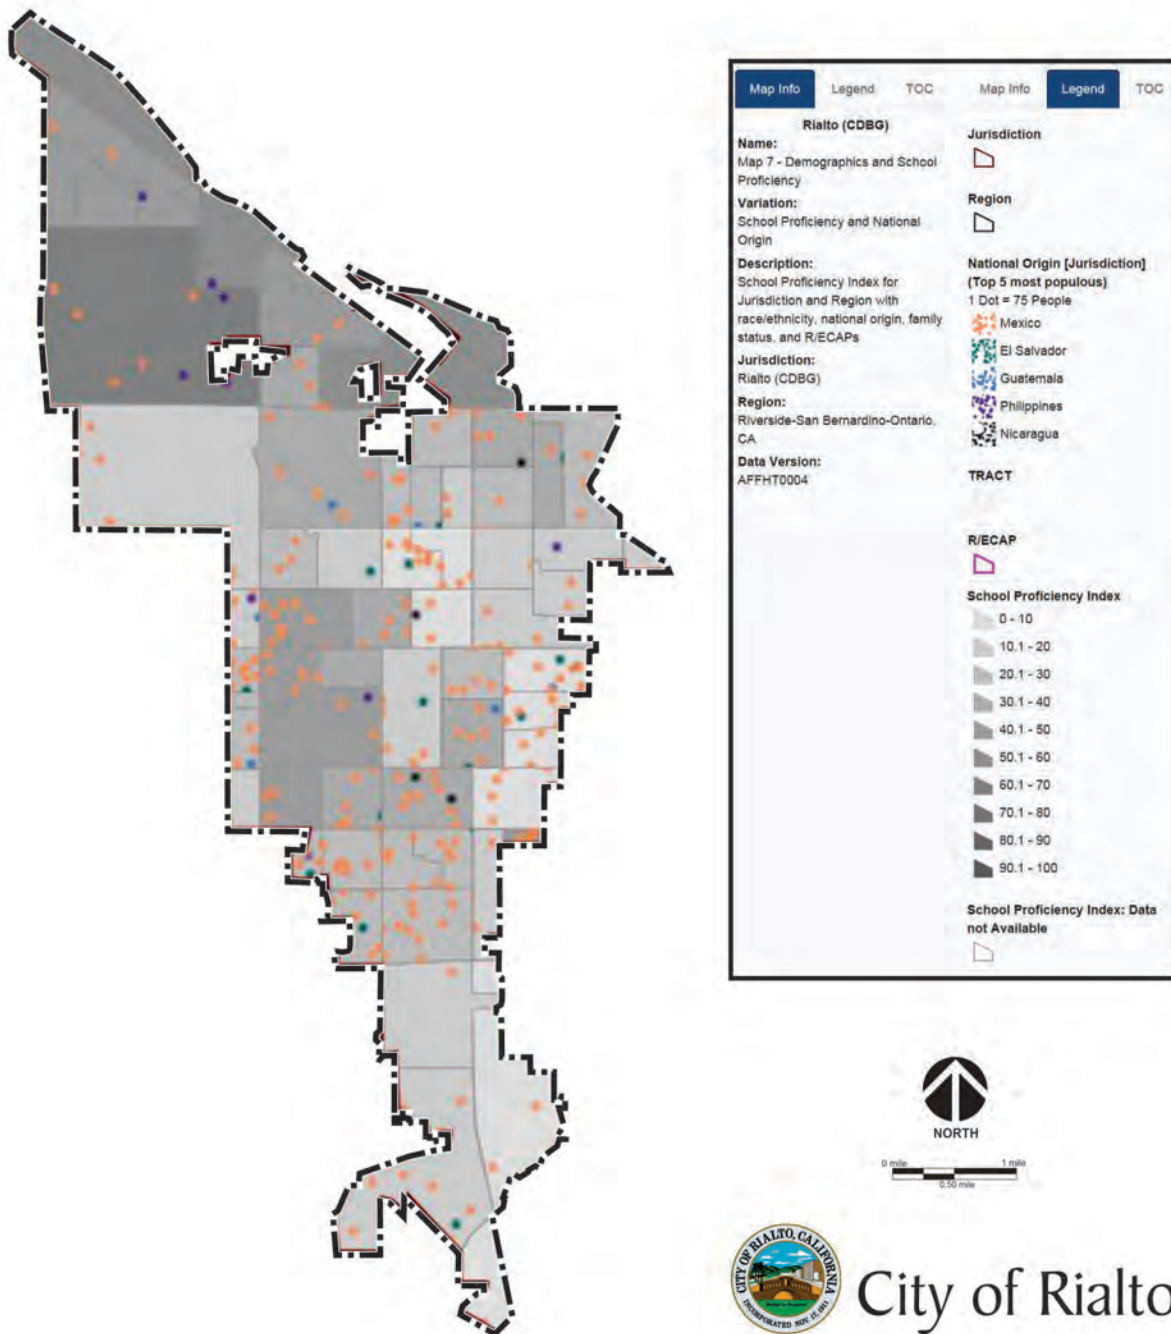 Map Info Legend TOC
Rialto (CDBG)
Name:
Map 7 - Demographics and School
Proficiency
Variation:
School Proficiency and National
Origin
Description:
School Proficiency Index for
Jurisdiction and Region with
race/ethnicity, national origin, family
status, and R/ECAPs
Jurisdiction:
Rialto (CDBG)
Region:
Riverside-San Bernardino-Ontario,
CA
Data Version:
AFFHT0004
Map Info Legend TOC
Jurisdiction
Region
National Origin [Jurisdiction]
(Top 5 most populous)
1 Dot = 75 People
Mexico
El Salvador
Guatemala
Philippines
Nicaragua
TRACT
R/ECAP
School Proficiency Index
0 - 10
10.1 - 20
20.1 - 30
30.1 - 40
40.1 - 50
50.1 - 60
60.1 - 70
70.1 - 80
80.1 - 90
90.1 - 100
School Proficiency Index: Data
not Available
NORTH
0 mile 1 mile
0.50 mile
CITY OF RIALTO, CALIFORNIA
INCORPORATED NOV. 17, 1911
City of Rialto